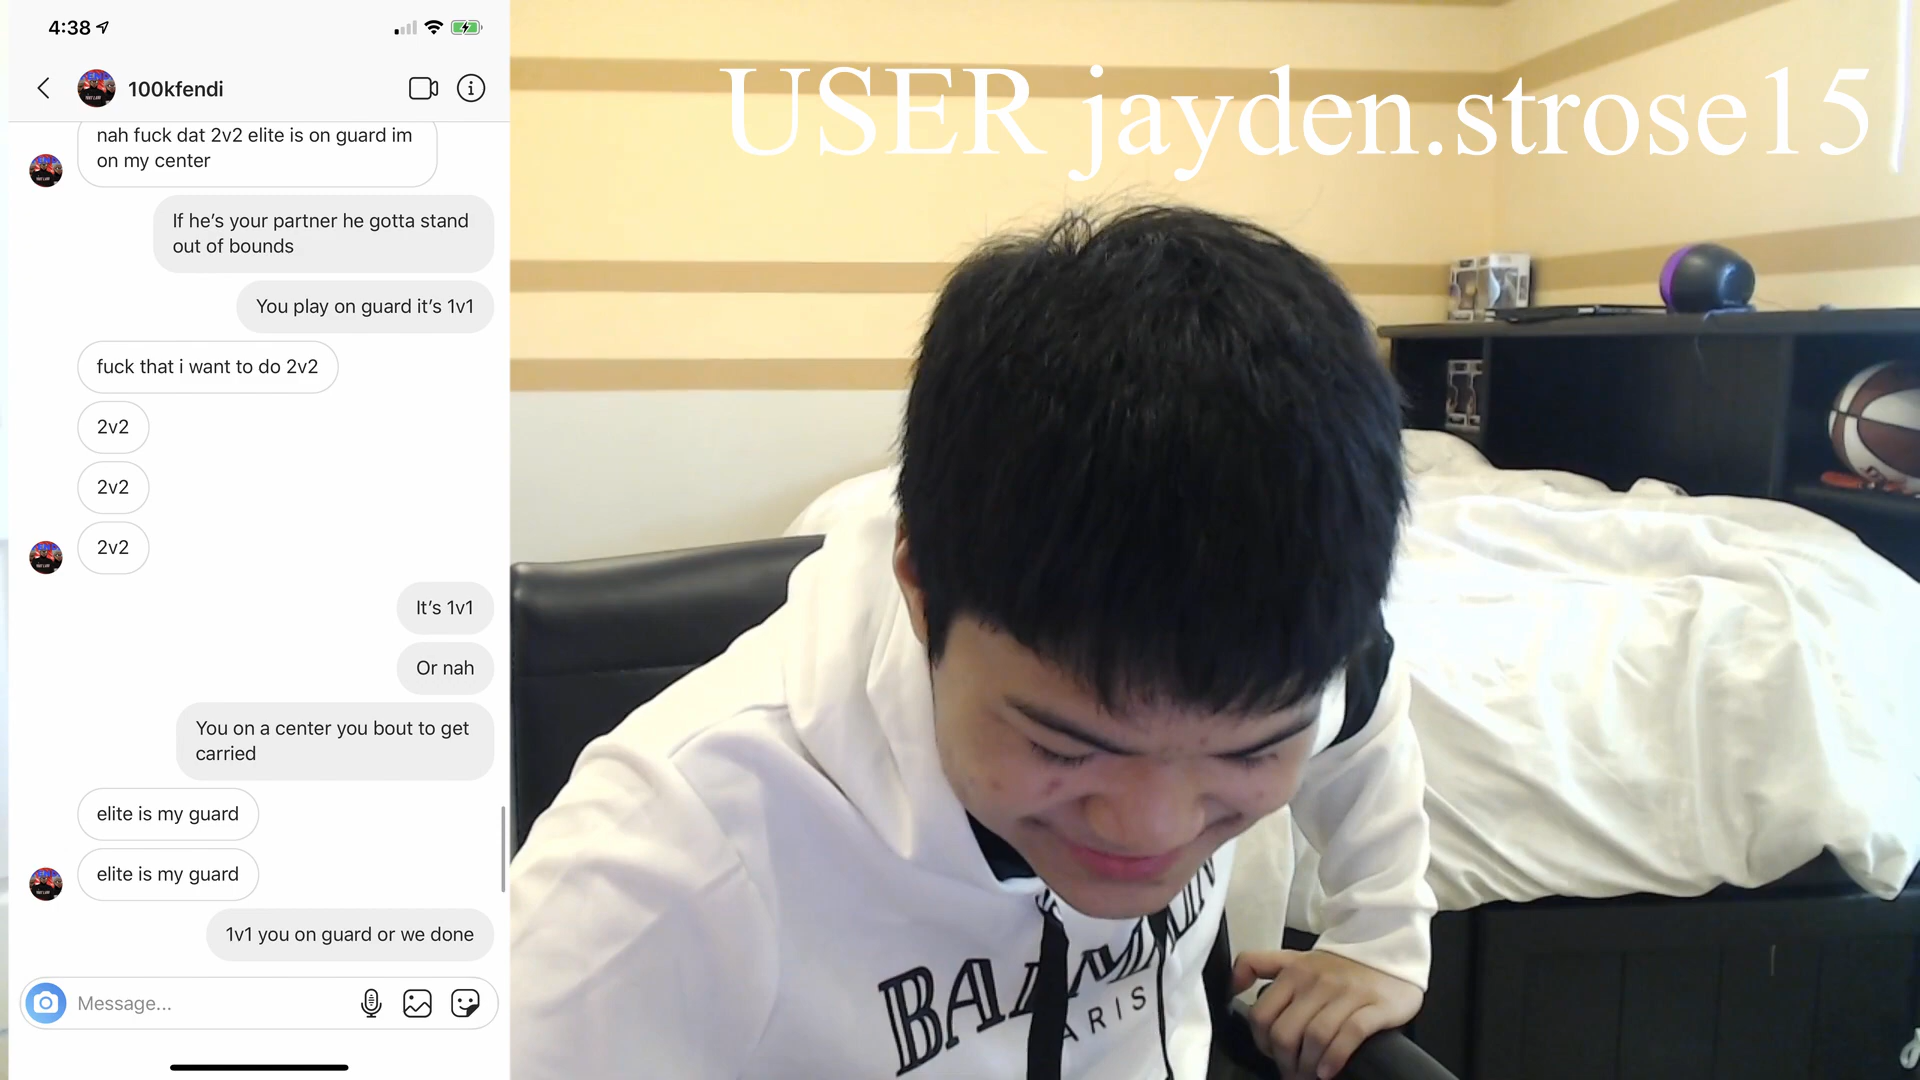 4:38
100kfendi
nah fuck dat 2v2 elite is on guard im
on my center
If he's your partner he gotta stand
out of bounds
You play on guard it's 1v1
fuck that i want to do 2v2
2v2
2v2
2v2
It's 1v1
Or nah
You on a center you bout to get
carried
elite is my guard
elite is my guard
1v1 you on guard or we done
Message...
USER jayden.strose15